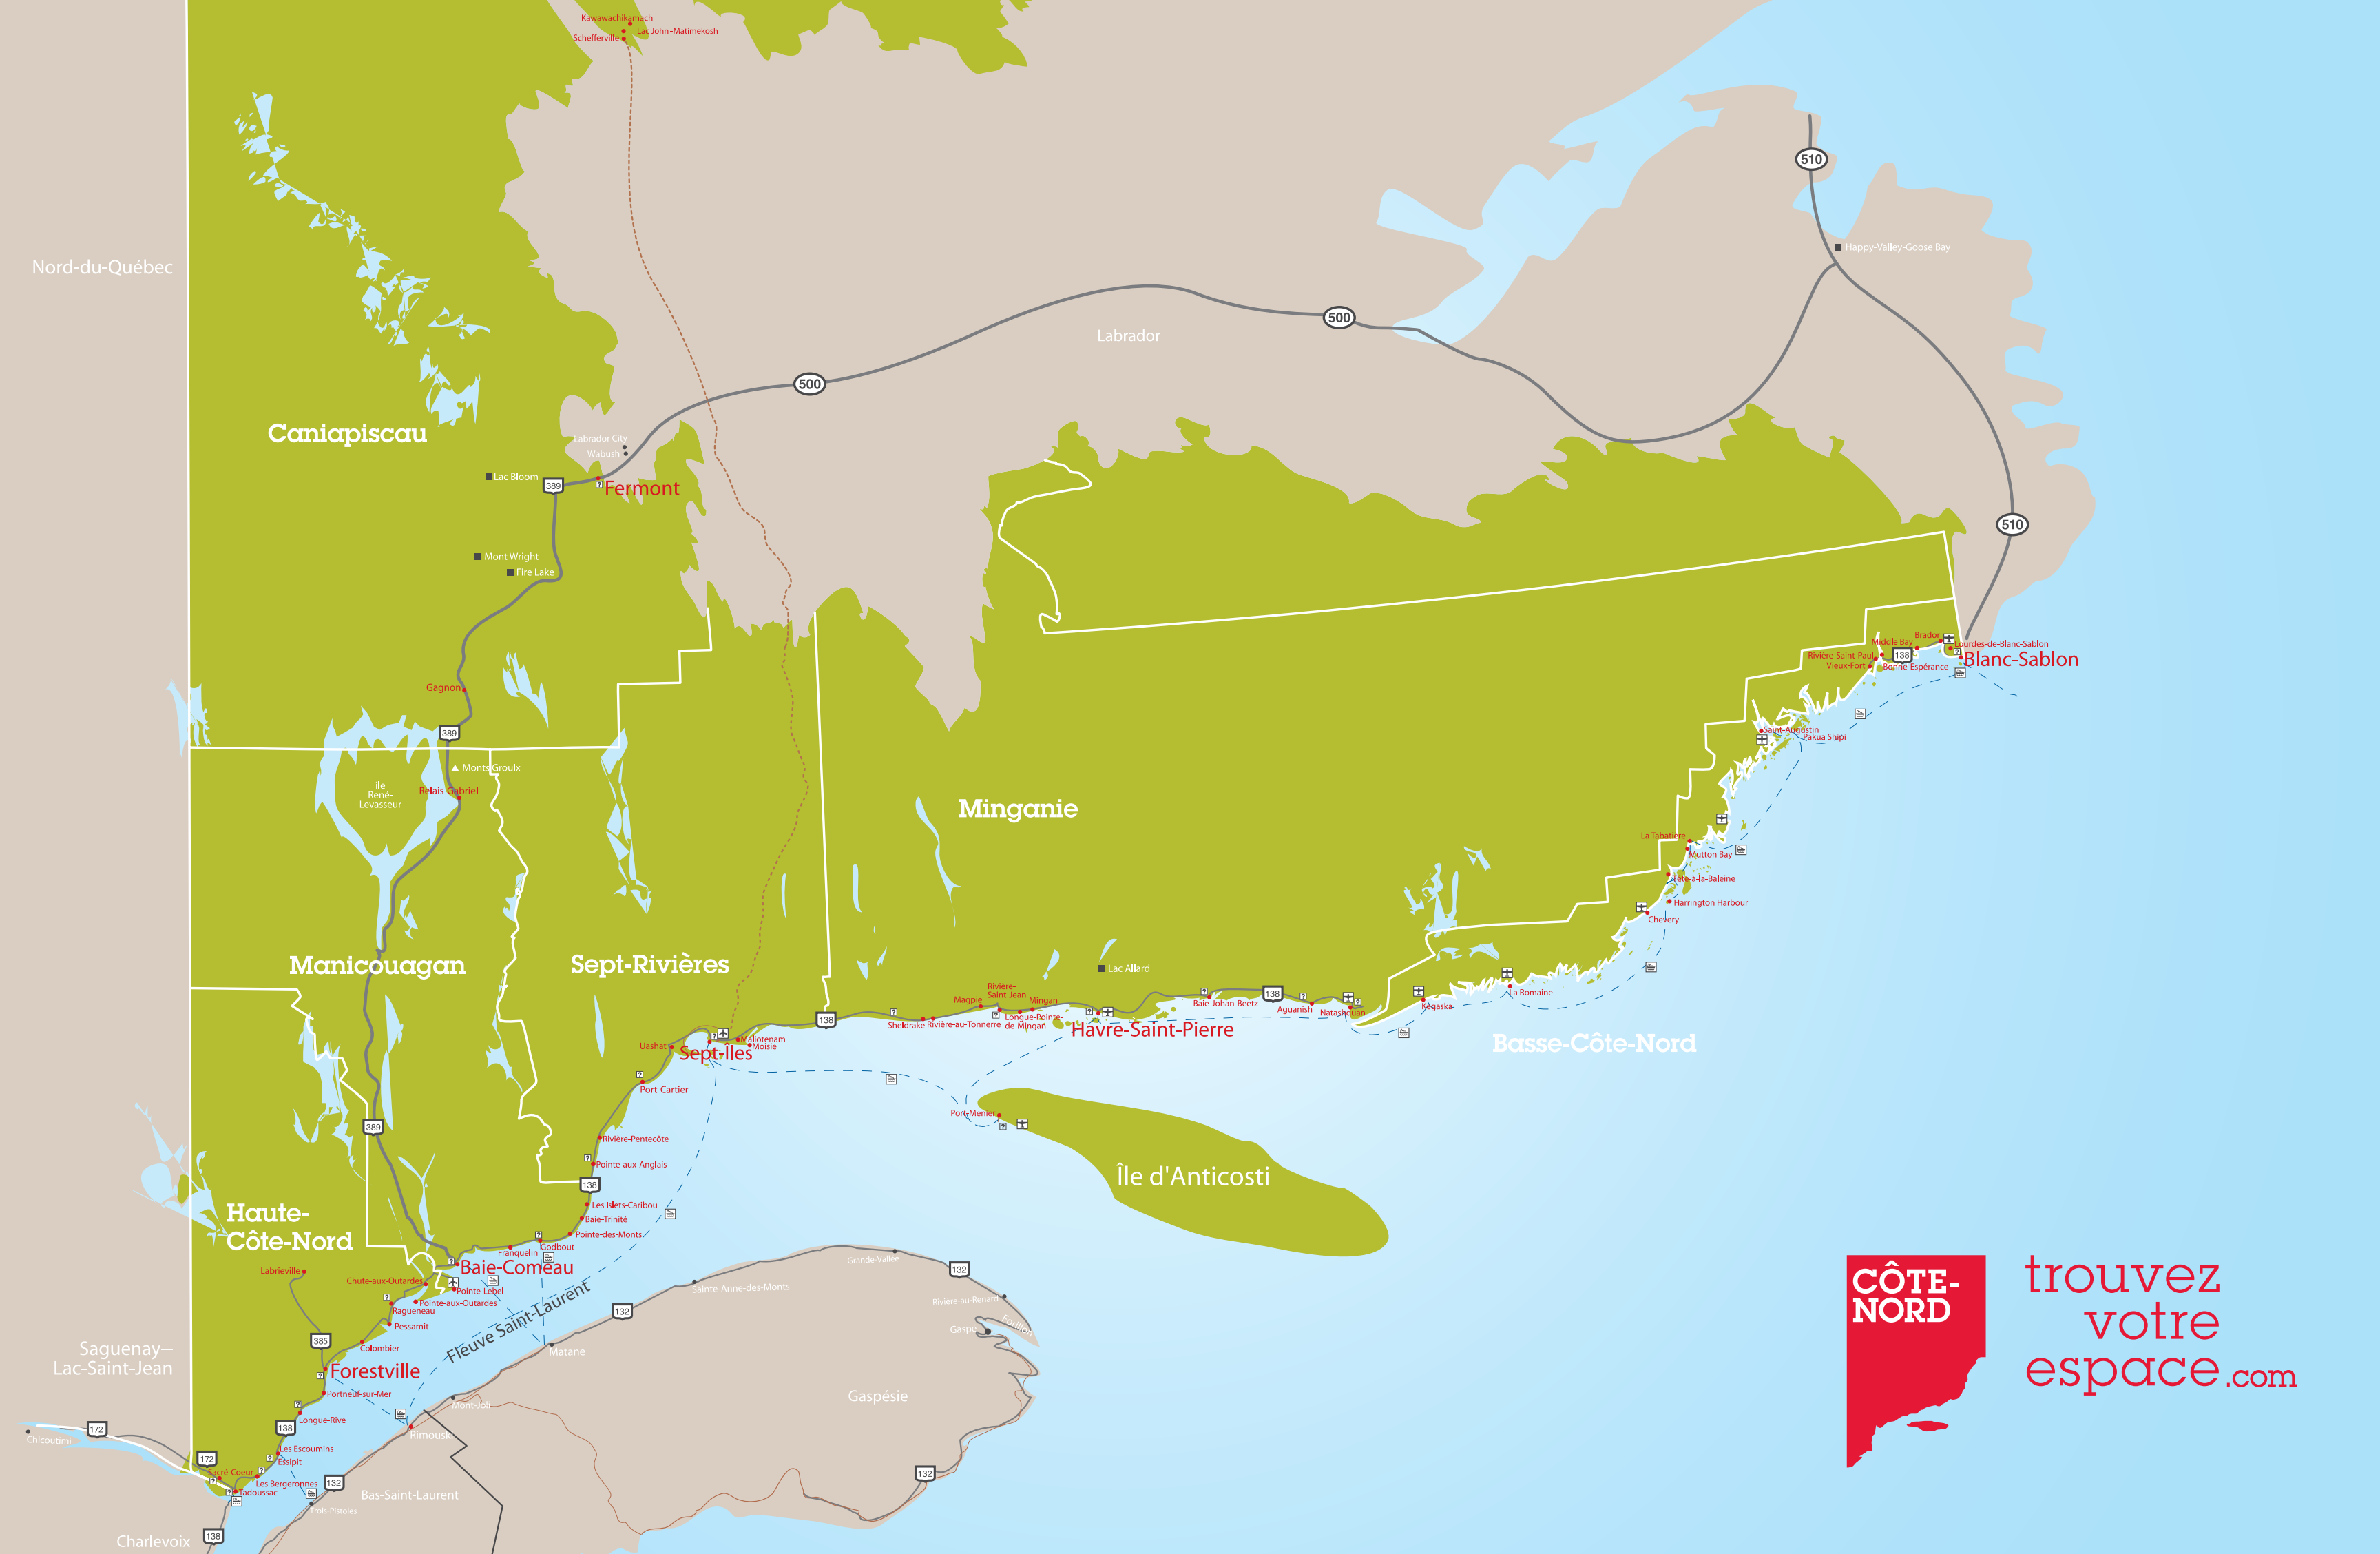 Kawawachikamach
Lac John-Matimekosh
Schefferville
510
Happy-Valley-Goose Bay
Nord-du-Québec
500
Labrador
500
Caniapiscau
Labrador City
Wabush
Lac Bloom
389
Fermont
510
Mont Wright
Fire Lake
Brador
Middle Bay
Lourdes-de-Blanc-Sablon
Rivière-Saint-Paul
138
Blanc-Sablon
Vieux-Fort
Bonne-Espérance
Gagnon
389
Saint-Augustin
Pakua Shipi
Monts Groulx
île
René-
Levasseur
Relais-Gabriel
Minganie
La Tabatière
Mutton Bay
Tête-à-la-Baleine
Harrington Harbour
Chevery
Manicouagan
Sept-Rivières
Lac Allard
Rivière-
Saint-Jean
Magpie
Mingan
Baie-Johan-Beetz
138
La Romaine
Kégaska
Aguanish
Natashquan
138
Sheldrake
Rivière-au-Tonnerre
Longue-Pointe-
de-Mingan
Havre-Saint-Pierre
Basse-Côte-Nord
Maliotenam
Moisie
Uashat
Sept-Îles
Port-Cartier
Port-Menier
389
Rivière-Pentecôte
Pointe-aux-Anglais
Île d'Anticosti
138
Les Islets-Caribou
Baie-Trinité
Haute-
Côte-Nord
Pointe-des-Monts
Godbout
Franquelin
Baie-Comeau
Labrieville
Chute-aux-Outardes
Pointe-Lebel
Pointe-aux-Outardes
Ragueneau
Pessamit
Grande-Vallée
132
Sainte-Anne-des-Monts
Rivière-au-Renard
132
Gaspé
Forillon
Fleuve Saint-Laurent
385
Colombier
Matane
Saguenay—
Lac-Saint-Jean
Forestville
Portneuf-sur-Mer
Mont-Joli
Gaspésie
Longue-Rive
172
Chicoutimi
138
Rimouski
Les Escoumins
Essipit
172
Sacré-Coeur
Les Bergeronnes
Tadoussac
132
132
Bas-Saint-Laurent
Trois-Pistoles
138
Charlevoix
CÔTE-
NORD
trouvez
votre
espace.com